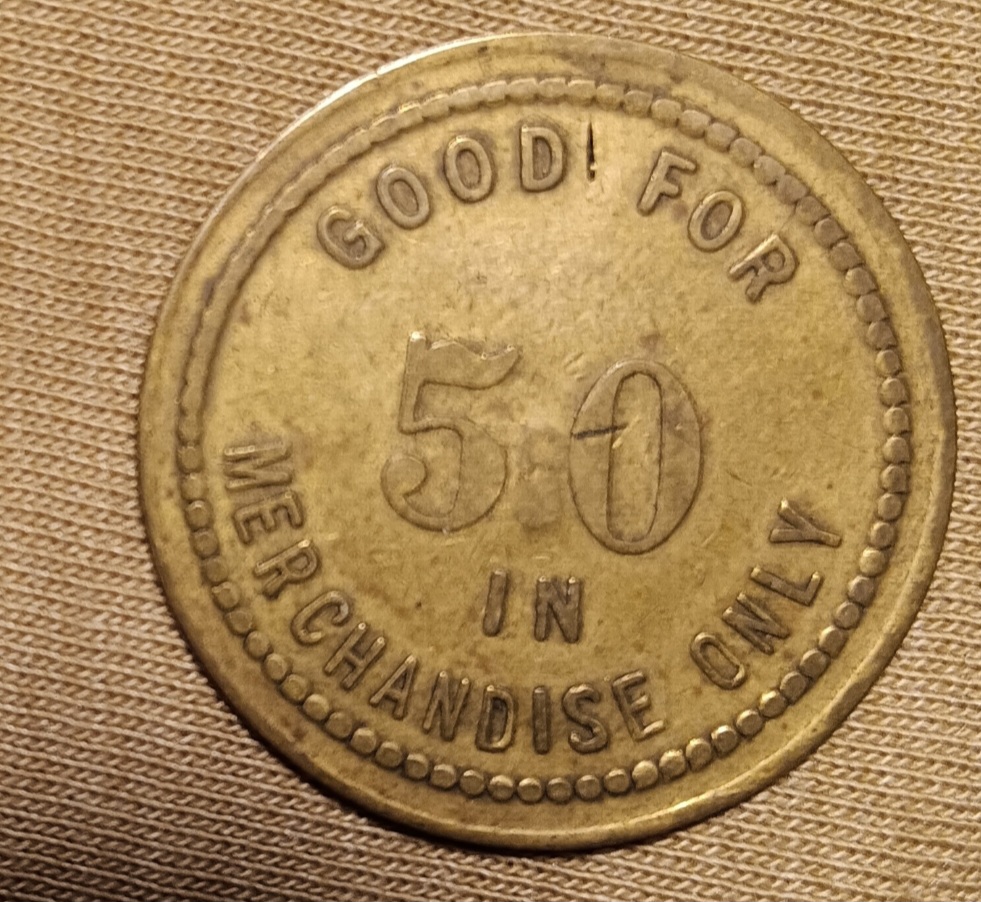 GOOD FOR
50
IN
MERCHANDISE ONLY